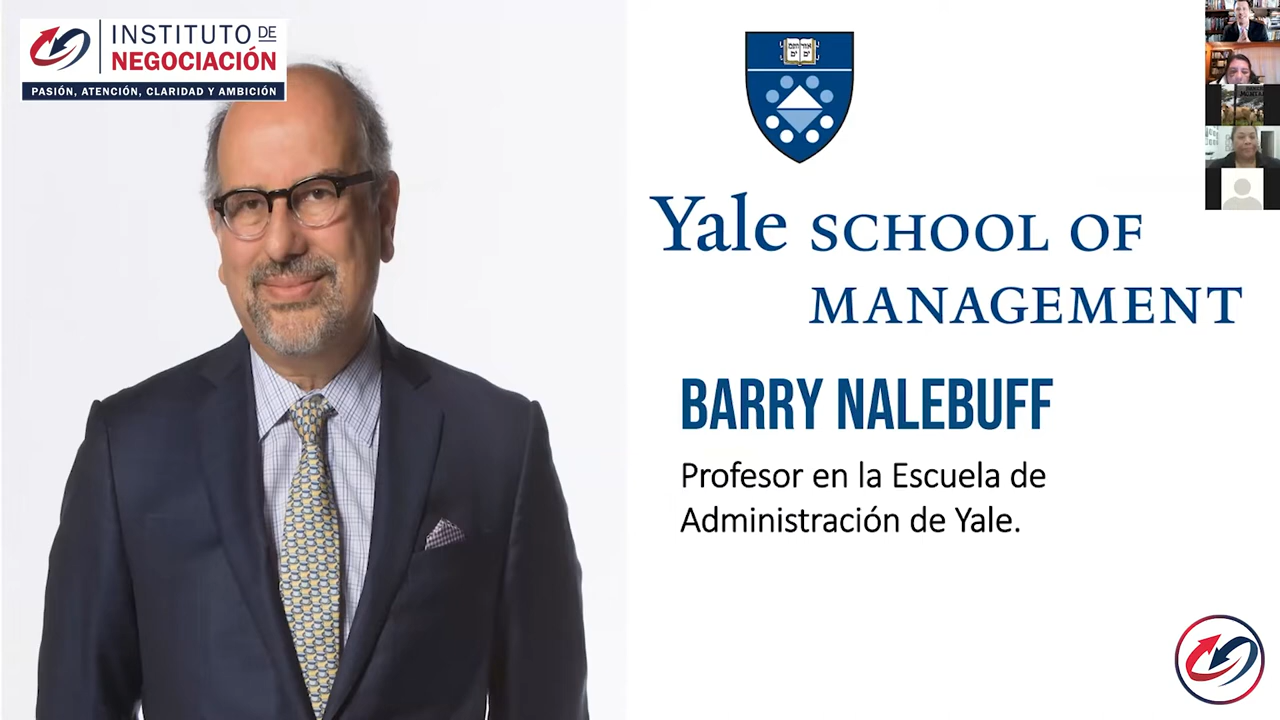 INSTITUTO DE
NEGOCIACIÓN
PASIÓN, ATENCIÓN, CLARIDAD Y AMBICIÓN
Yale SCHOOL OF
MANAGEMENT
BARRY NALEBUFF
Profesor en la Escuela de
Administración de Yale.